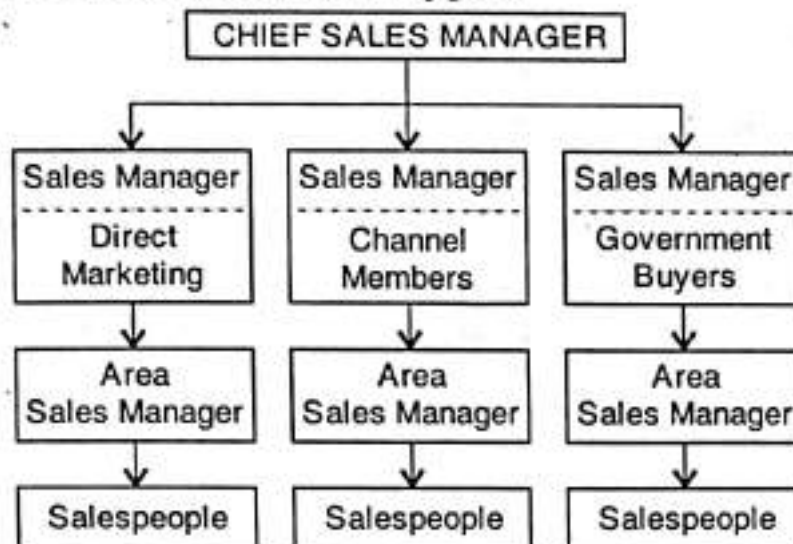 CHIEF SALES MANAGER
Sales Manager
Direct
Marketing
Sales Manager
Channel
Members
Sales Manager
Government
Buyers
Area
Sales Manager
Area
Sales Manager
Area
Sales Manager
Salespeople
Salespeople
Salespeople